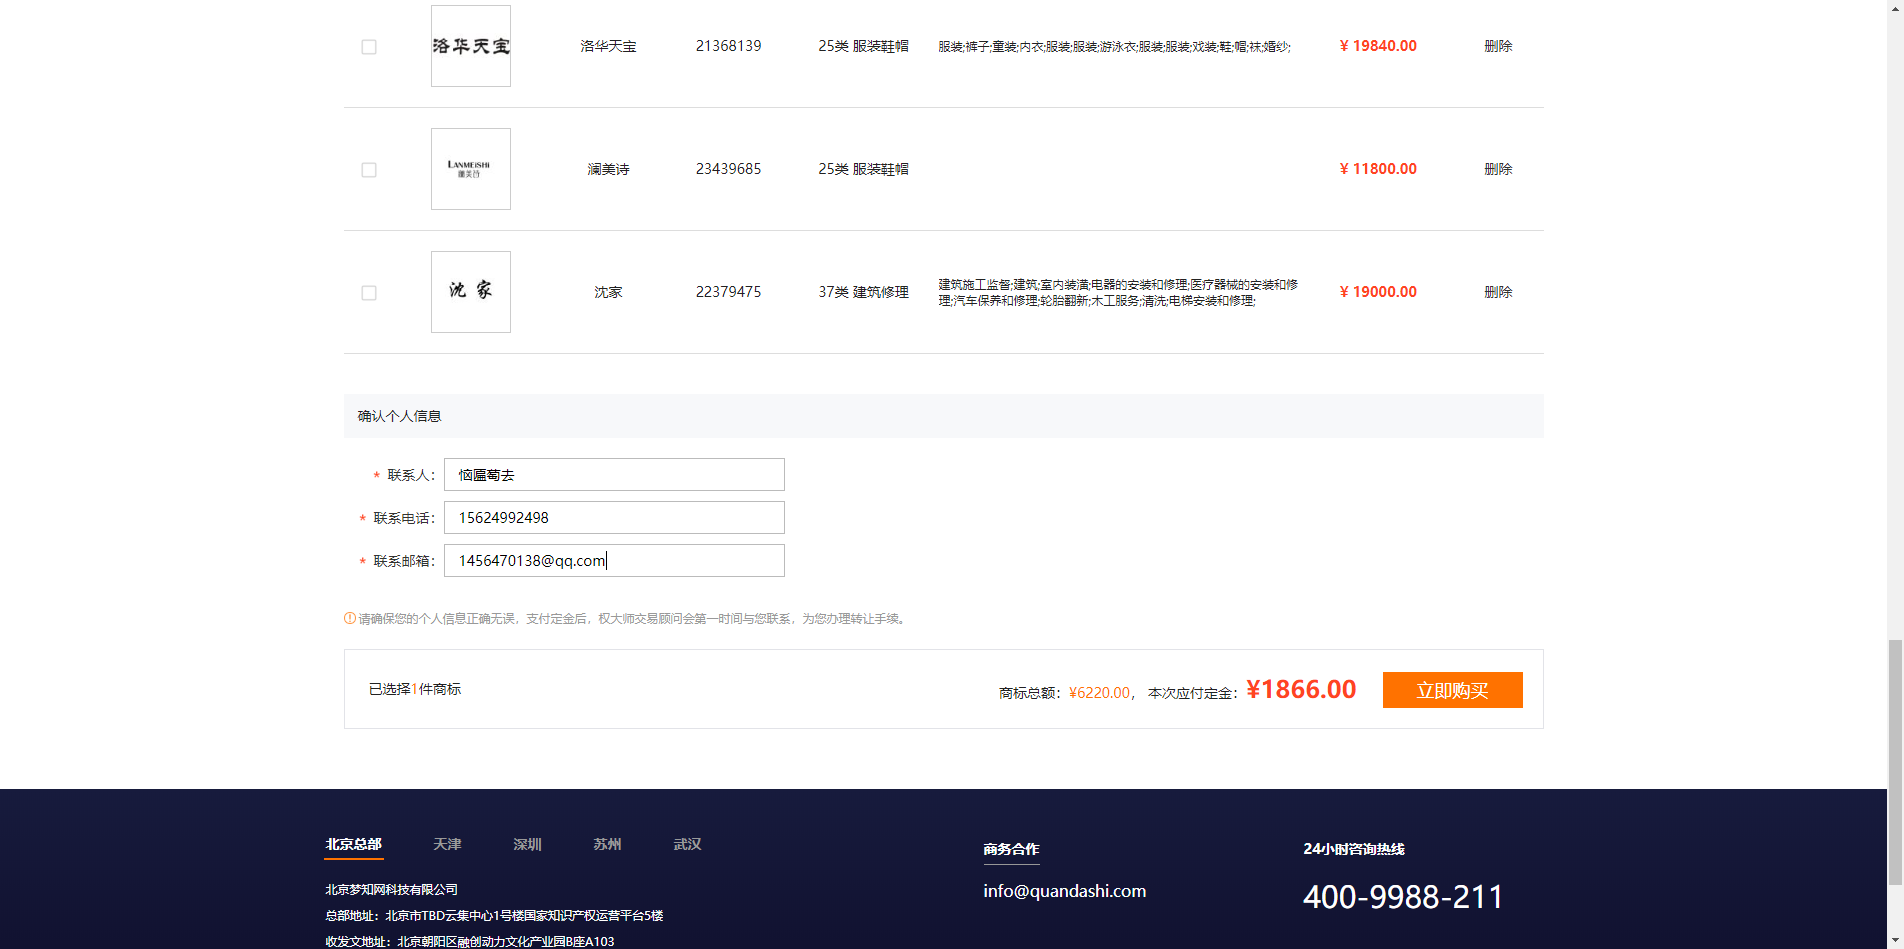 洛华天宝 洛华天宝 21368139 25类 服装鞋帽 服装;裤子;童装;内衣;服装;服装;游泳衣;服装;服装;戏装;鞋;帽;袜;婚纱; ¥ 19840.00 删除
LANMEISHI
澜美诗 澜美诗 23439685 25类 服装鞋帽 ¥ 11800.00 删除
沈家 沈家 22379475 37类 建筑修理 建筑施工监督;建筑;室内装潢;电器的安装和修理;医疗器械的安装和修
理;汽车保养和修理;轮胎翻新;木工服务;清洗;电梯安装和修理; ¥ 19000.00 删除
确认个人信息
* 联系人： 恼匾萄去
* 联系电话： 15624992498
* 联系邮箱： 1456470138@qq.com
请确保您的个人信息正确无误，支付定金后，权大师交易顾问会第一时间与您联系，为您办理转让手续。
已选择1件商标 商标总额：¥6220.00， 本次应付定金：¥1866.00 立即购买
北京总部 天津 深圳 苏州 武汉
北京梦知网科技有限公司
总部地址：北京市TBD云集中心1号楼国家知识产权运营平台5楼
收发文地址：北京朝阳区融创动力文化产业园B座A103
商务合作
info@quandashi.com
24小时咨询热线
400-9988-211